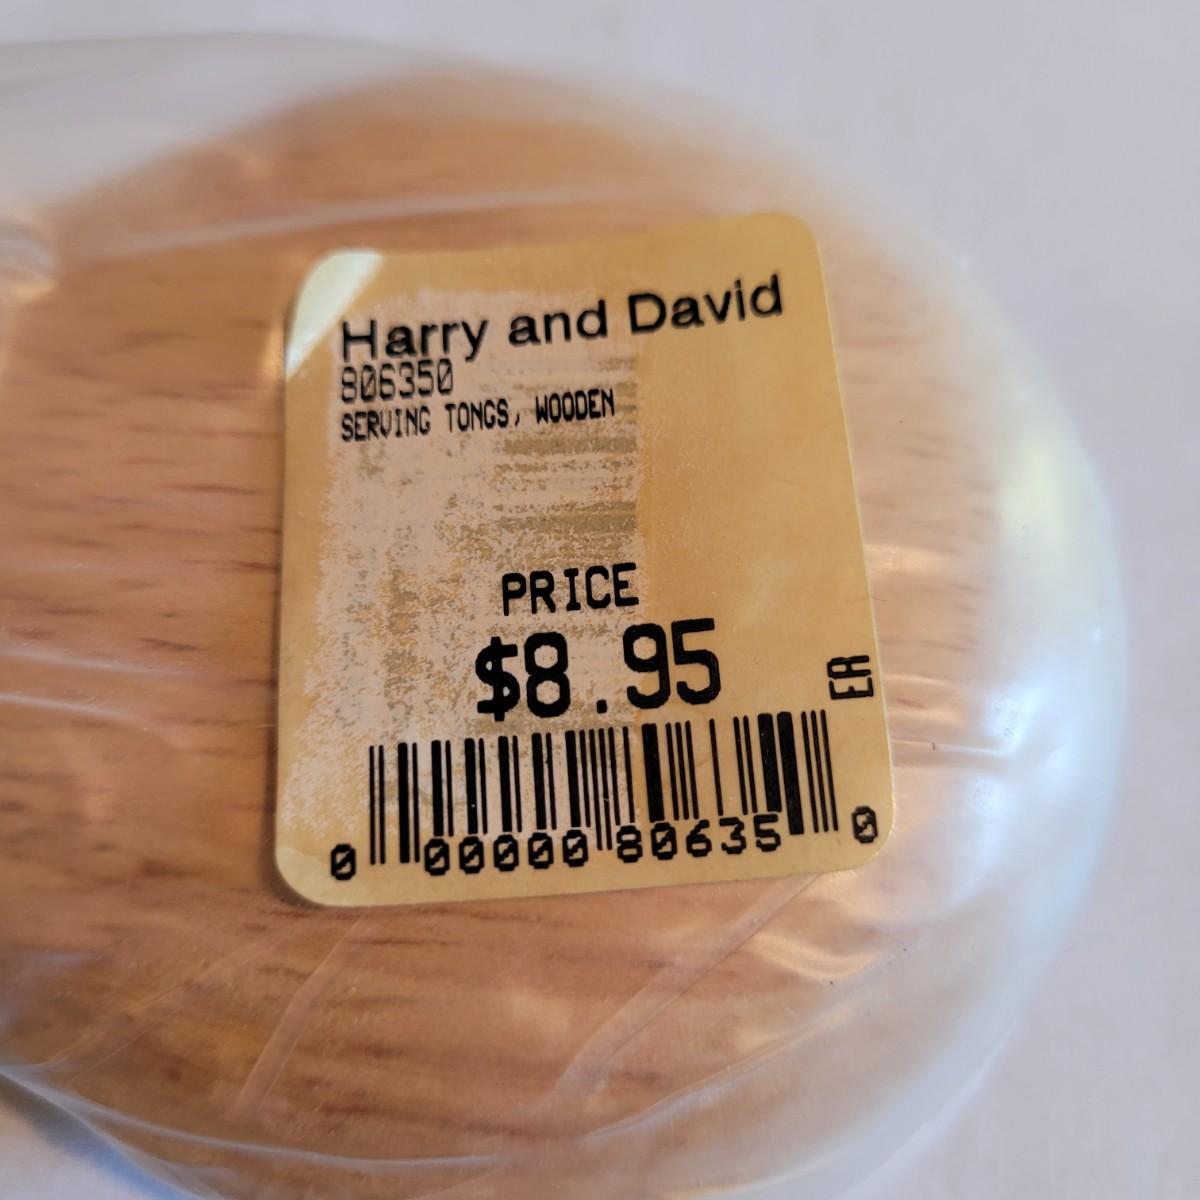 Harry and David
806350
SERVING TONGS, WOODEN
PRICE
$8.95
EA
0 00000 80635 0